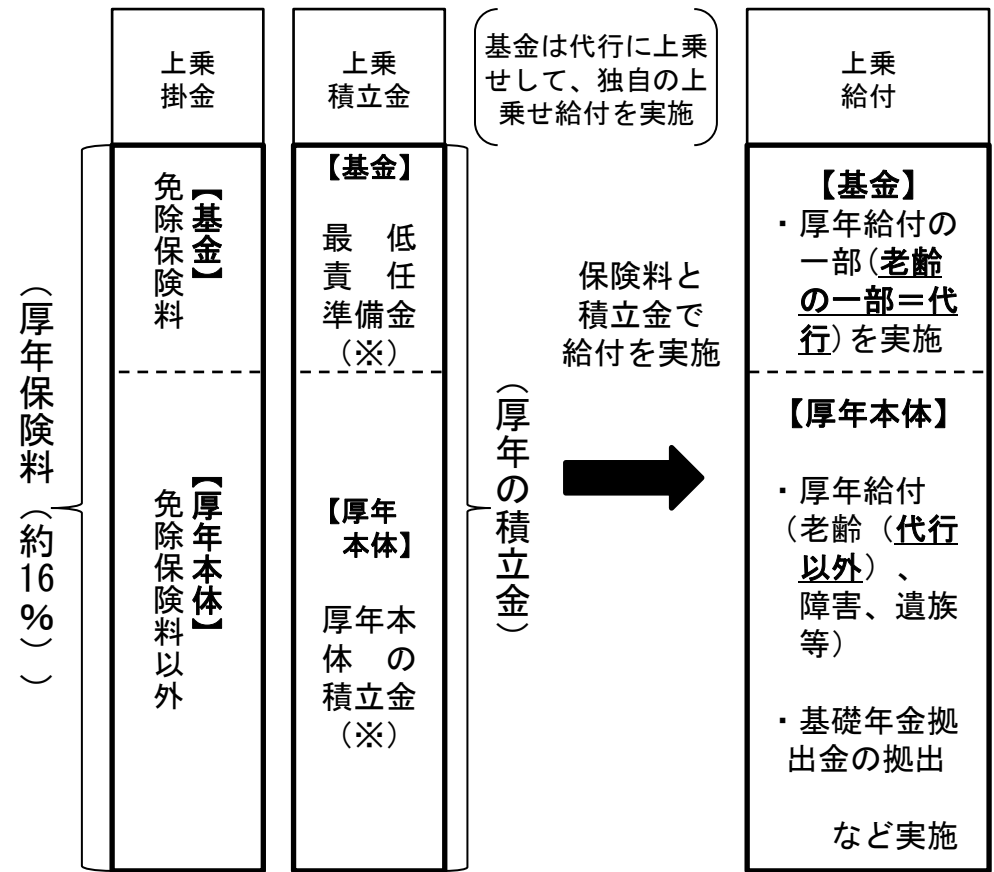 上乗
掛金
上乗
積立金
基金は代行に上乗
せして、独自の上
乗せ給付を実施
上乗
給付
(厚年保険料(約16%))
【基金】
免除保険料
【厚年本体】
免除保険料以外
【基金】
最 低
責 任
準備金
(※)
【厚年
本体】
厚年本
体 の
積立金
(※)
(厚年の積立金)
保険料と
積立金で
給付を実施
【基金】
・厚年給付の
一部(老齢
の一部=代
行)を実施
【厚年本体】
・厚年給付
(老齢(代行
以外)、
障害、遺族
等)
・基礎年金拠
出金の拠出
など実施